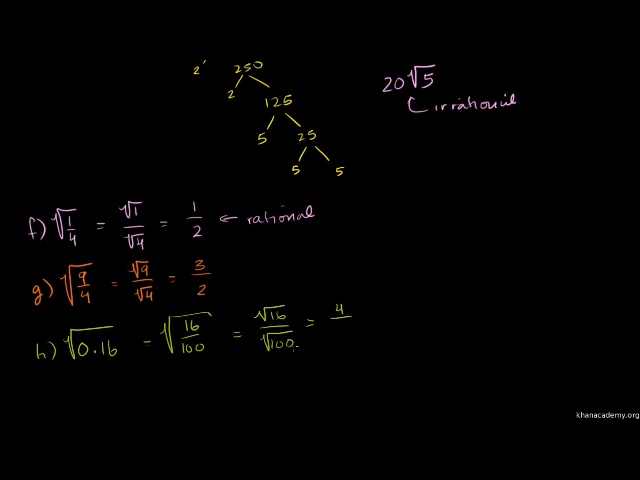 2' 250
2 125
5 25
5 5
20√5
irrational
f) √(1/4) = √1/√4 = 1/2 ← rational
g) √(9/4) = √9/√4 = 3/2
h) √0.16 = √(16/100) = √16/√100 = 4
khanacademy.org